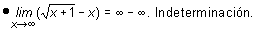 • lim (√x+1 − x) = ∞ − ∞. Indeterminación.
x→∞